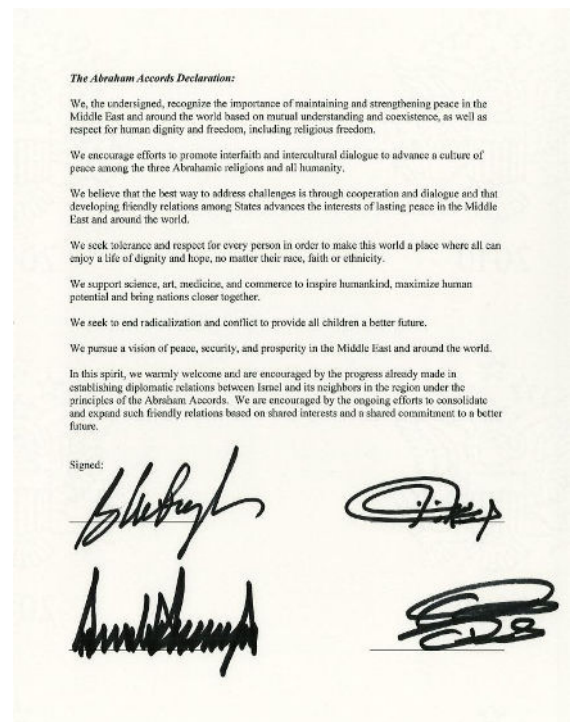 The Abraham Accords Declaration:
We, the undersigned, recognize the importance of maintaining and strengthening peace in the
Middle East and around the world based on mutual understanding and coexistence, as well as
respect for human dignity and freedom, including religious freedom.
We encourage efforts to promote interfaith and intercultural dialogue to advance a culture of
peace among the three Abrahamic religions and all humanity.
We believe that the best way to address challenges is through cooperation and dialogue and that
developing friendly relations among States advances the interests of lasting peace in the Middle
East and around the world.
We seek tolerance and respect for every person in order to make this world a place where all can
enjoy a life of dignity and hope, no matter their race, faith or ethnicity.
We support science, art, medicine, and commerce to inspire humankind, maximize human
potential and bring nations closer together.
We seek to end radicalization and conflict to provide all children a better future.
We pursue a vision of peace, security, and prosperity in the Middle East and around the world.
In this spirit, we warmly welcome and are encouraged by the progress already made in
establishing diplomatic relations between Israel and its neighbors in the region under the
principles of the Abraham Accords.  We are encouraged by the ongoing efforts to consolidate
and expand such friendly relations based on shared interests and a shared commitment to a better
future.
Signed: